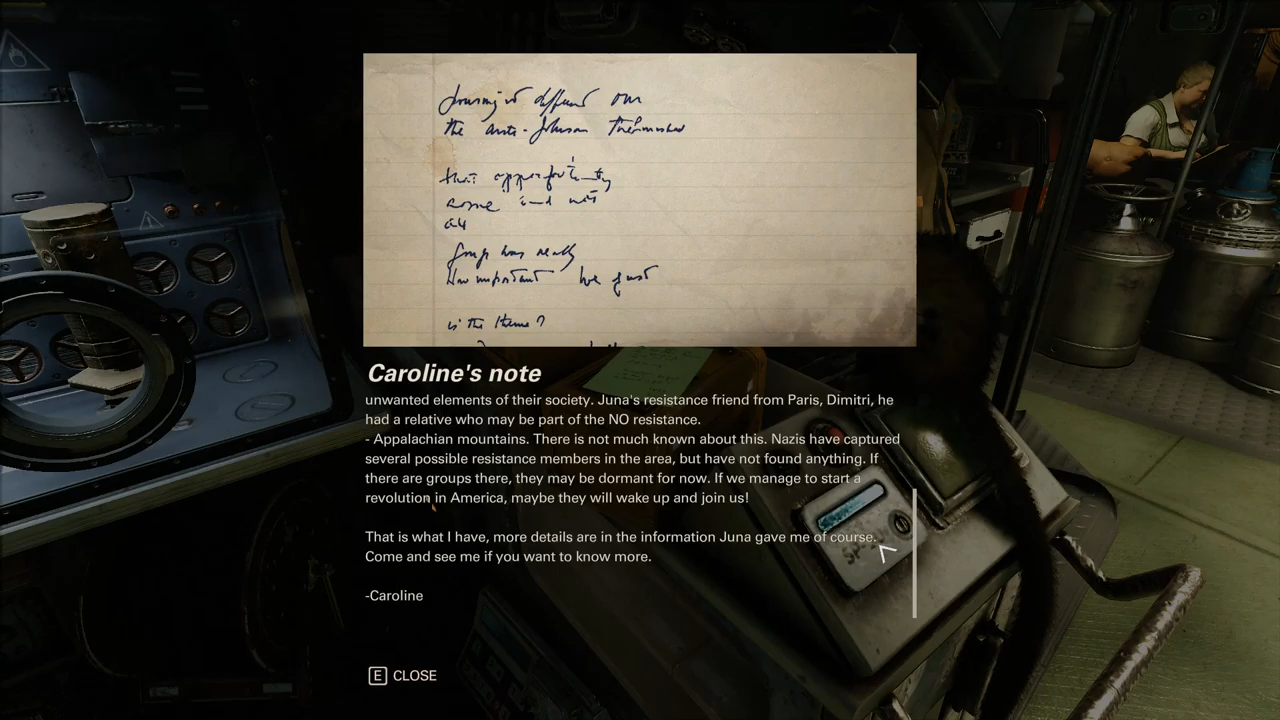 the
is the theme?
Caroline's note
unwanted elements of their society. Juna's resistance friend from Paris, Dimitri, he
had a relative who may be part of the NO resistance.
- Appalachian mountains. There is not much known about this. Nazis have captured
several possible resistance members in the area, but have not found anything. If
there are groups there, they may be dormant for now. If we manage to start a
revolution in America, maybe they will wake up and join us!
That is what I have, more details are in the information Juna gave me of course.
Come and see me if you want to know more.
-Caroline
E CLOSE